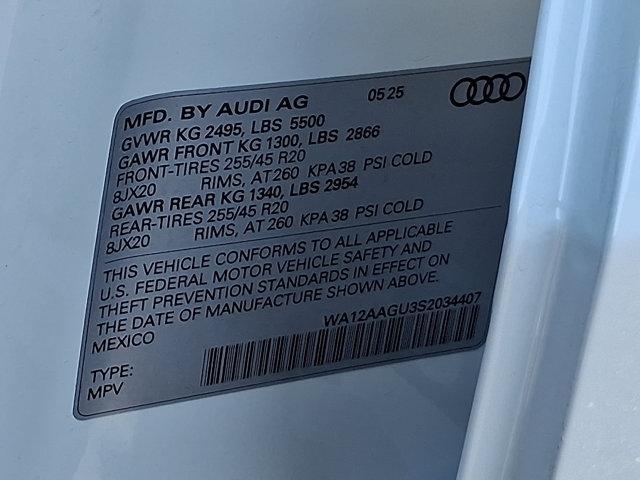 MFD. BY AUDI AG 05 25
GVWR KG 2495, LBS 5500
GAWR FRONT KG 1300, LBS 2866
FRONT-TIRES 255/45 R20
8JX20 RIMS, AT 260 KPA 38 PSI COLD
GAWR REAR KG 1340, LBS 2954
REAR-TIRES 255/45 R20
8JX20 RIMS, AT 260 KPA 38 PSI COLD
THIS VEHICLE CONFORMS TO ALL APPLICABLE
U.S. FEDERAL MOTOR VEHICLE SAFETY AND
THEFT PREVENTION STANDARDS IN EFFECT ON
THE DATE OF MANUFACTURE SHOWN ABOVE.
MEXICO WA12AAGU3S2034407
TYPE:
MPV